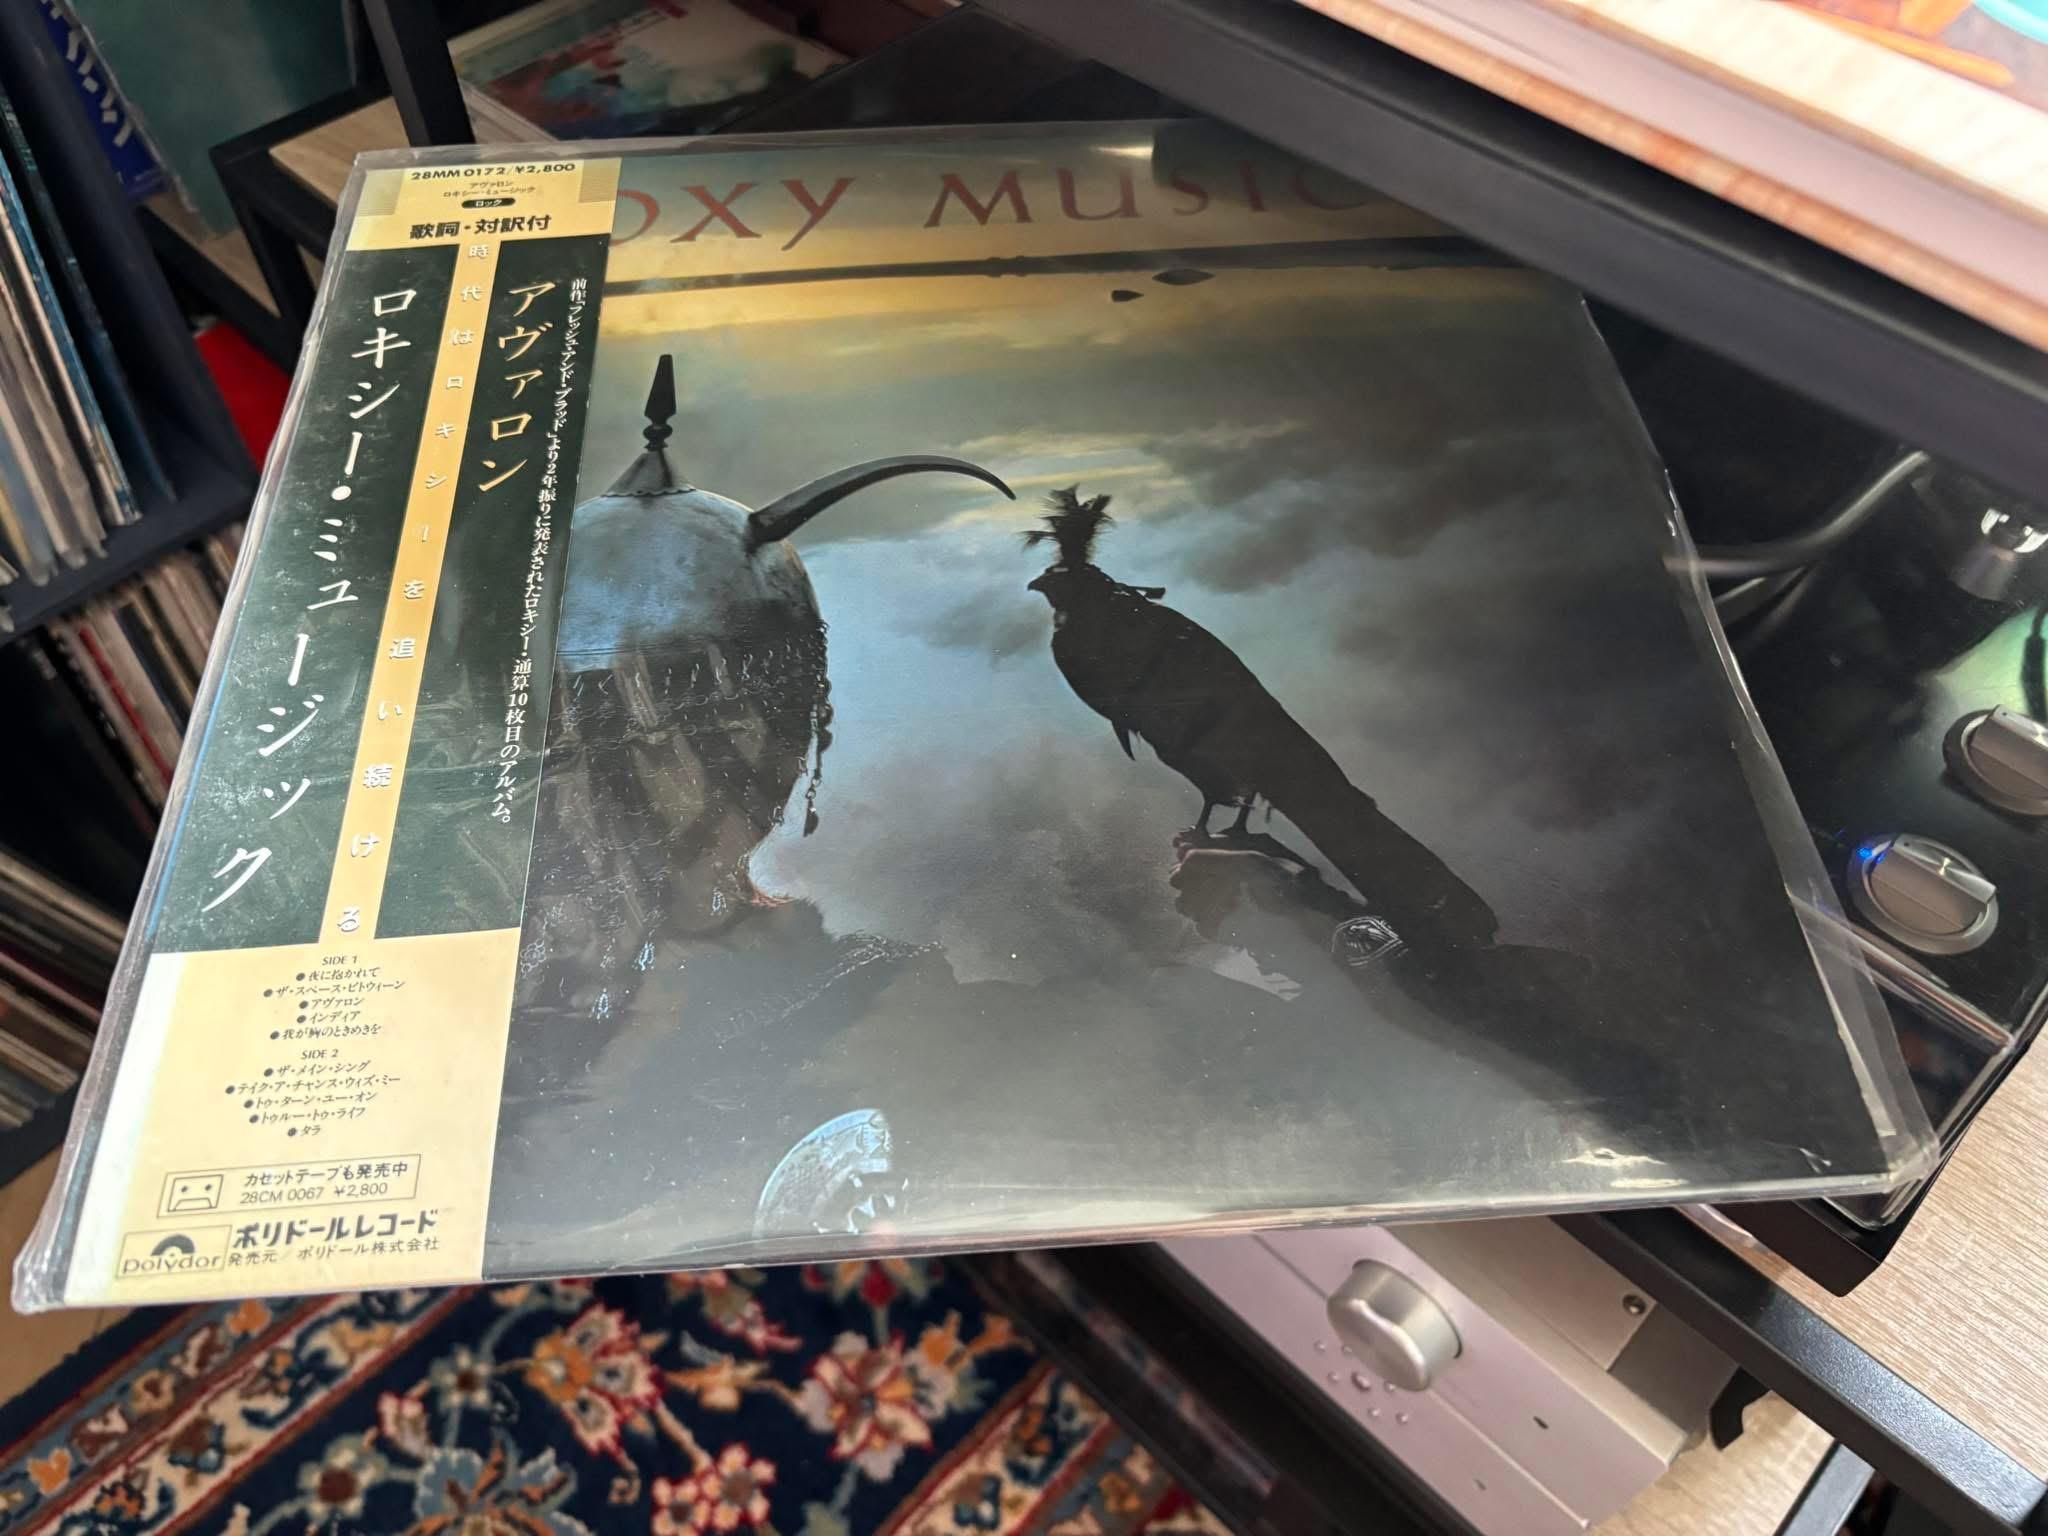 28MM 0172/¥2,800
アヴァロン
ロキシー・ミュージック
ロック
歌詞・対訳付
OXY MUSIC
前作「フレッシュ・アンド・ブラッド」より2年振りに発表されたロキシー・通算10枚目のアルバム。
アヴァロン
時代はロキシーを追い続ける
ロキシー・ミュージック
SIDE 1
●夜に抱かれて
●ザ・スペース・ビトウィーン
●アヴァロン
●インディア
●我が胸のときめきを
SIDE 2
●ザ・メイン・シング
●テイク・ア・チャンス・ウィズ・ミー
●トゥ・ターン・ユー・オン
●トゥルー・トゥ・ライフ
●タラ
カセットテープも発売中
28CM 0067 ¥2,800
polydor
ポリドールレコード
発売元/ポリドール株式会社